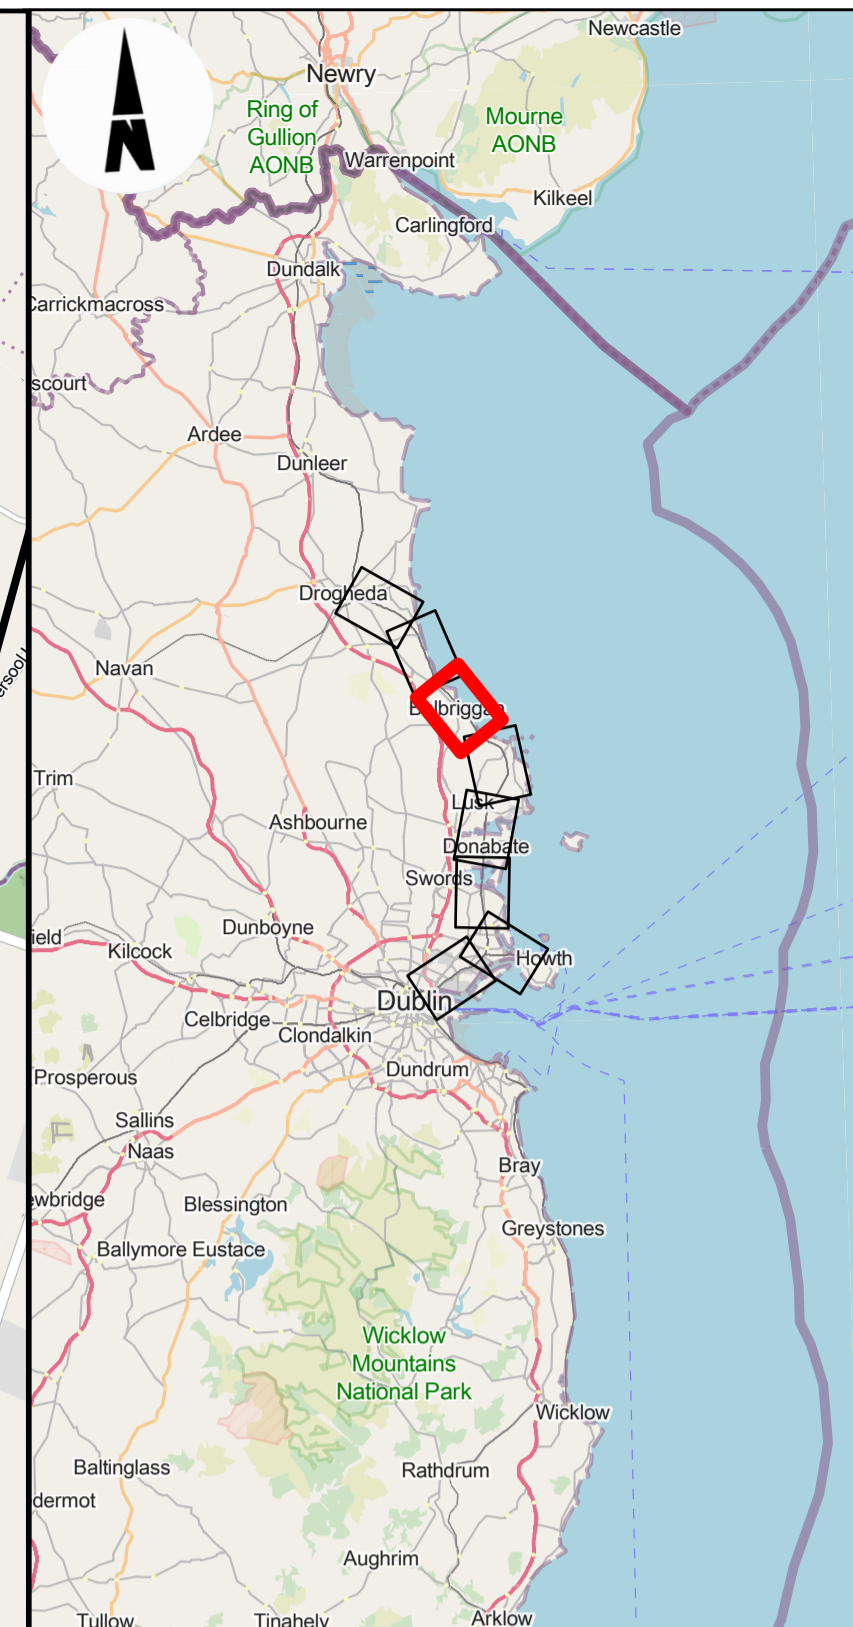 Newcastle
Newry
Ring of
Gullion
AONB
Mourne
AONB
Warrenpoint
Kilkeel
Carlingford
Dundalk
Carrickmacross
scourt
Ardee
Dunleer
Drogheda
Navan
Balbriggan
Trim
Lusk
Ashbourne
Donabate
Swords
Dunboyne
ield
Kilcock
Howth
Dublin
Celbridge
Clondalkin
Dundrum
Prosperous
Sallins
Naas
Bray
ewbridge
Blessington
Greystones
Ballymore Eustace
Wicklow
Mountains
National Park
Wicklow
Baltinglass
Rathdrum
dermot
Aughrim
Tullow
Tinahely
Arklow
N